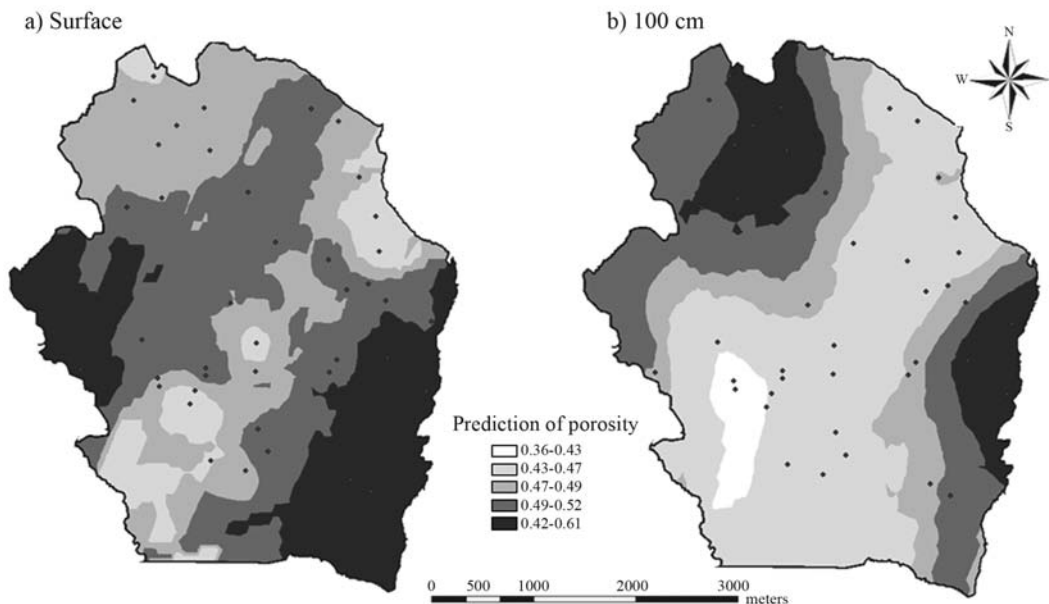 a) Surface
b) 100 cm
N
W
E
S
Prediction of porosity
0.36-0.43
0.43-0.47
0.47-0.49
0.49-0.52
0.42-0.61
0 500 1000 2000 3000
meters